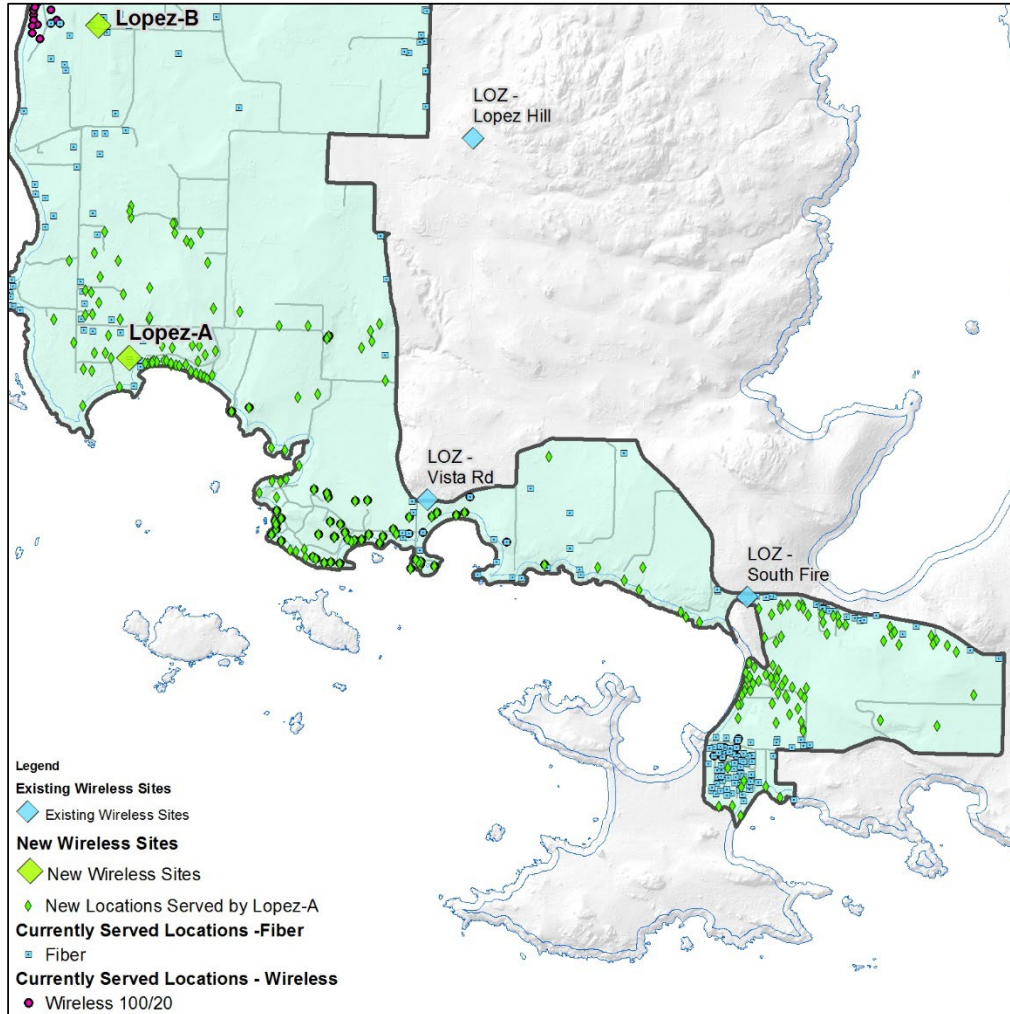 Lopez-B
LOZ -
Lopez Hill
Lopez-A
LOZ -
Vista Rd
LOZ -
South Fire
Legend
Existing Wireless Sites
Existing Wireless Sites
New Wireless Sites
New Wireless Sites
New Locations Served by Lopez-A
Currently Served Locations -Fiber
Fiber
Currently Served Locations - Wireless
Wireless 100/20